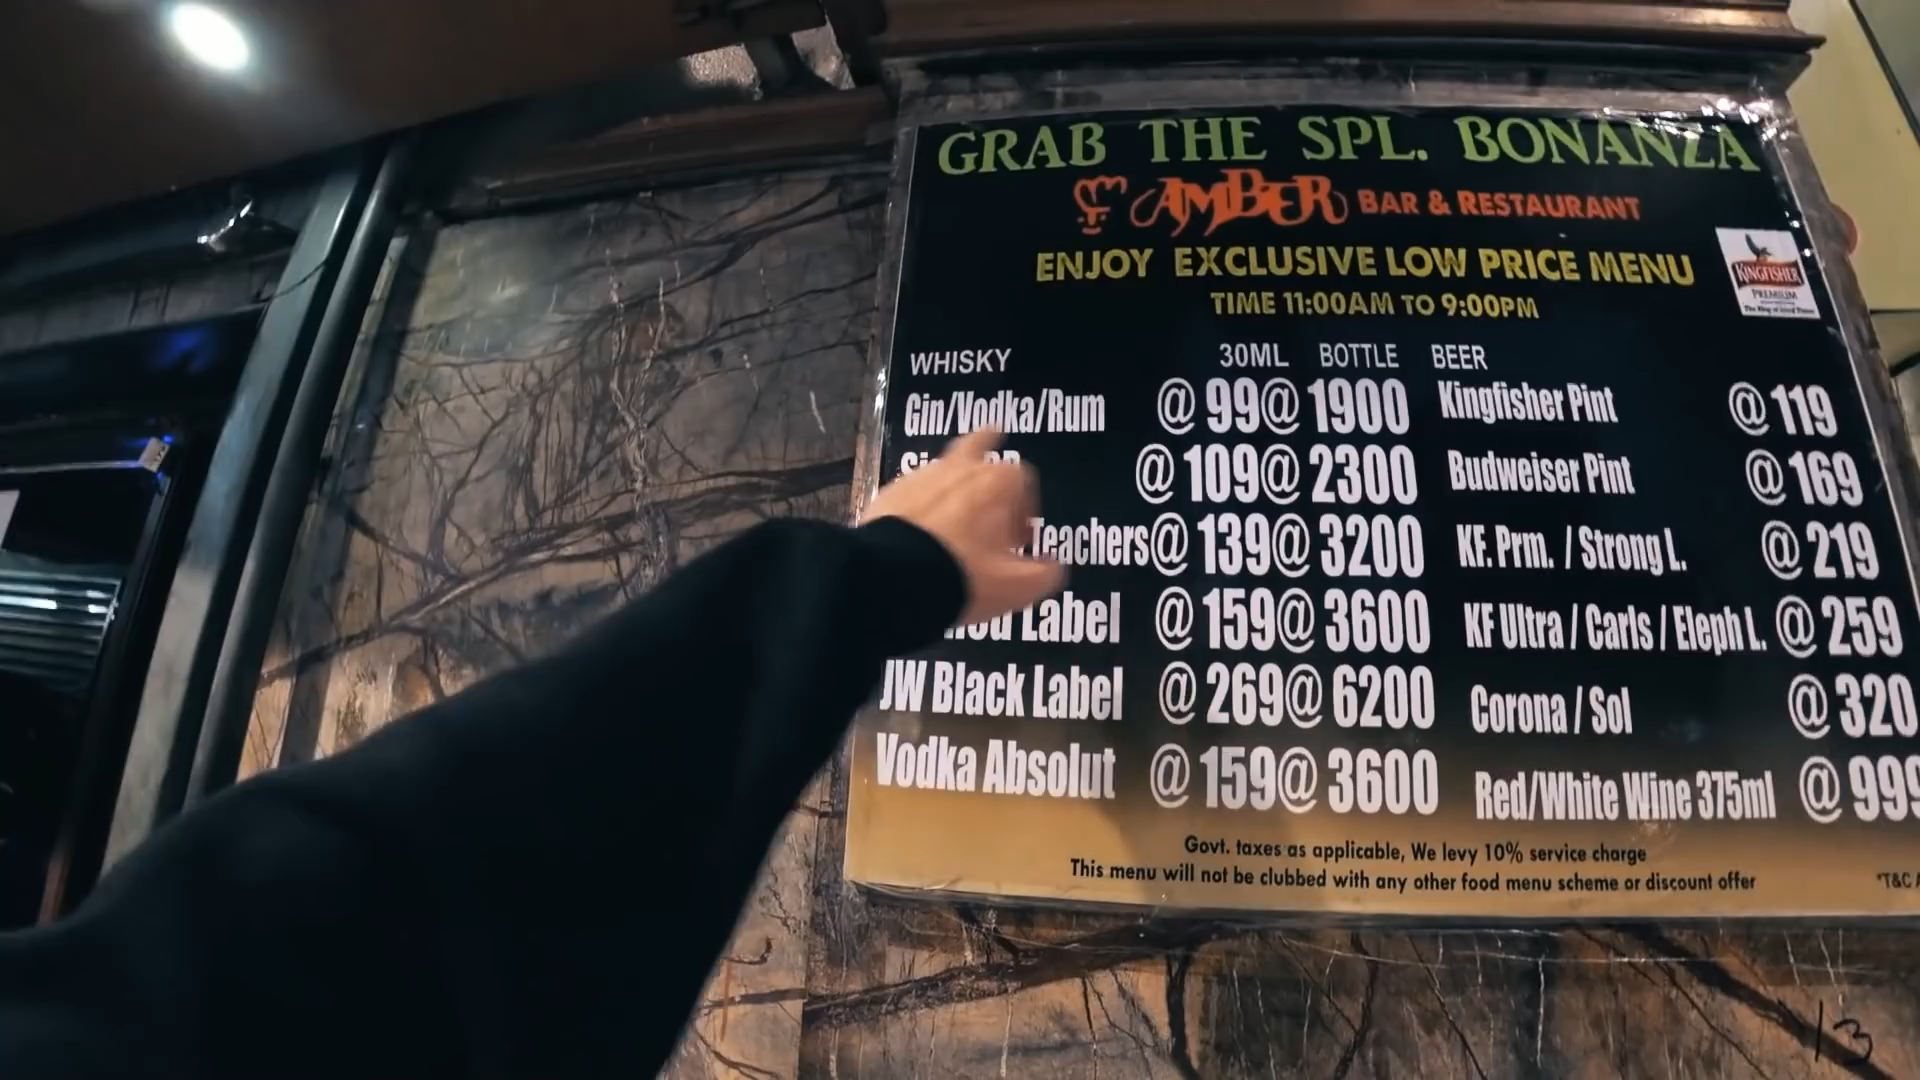 GRAB THE SPL. BONANZA
AMBER BAR & RESTAURANT
ENJOY EXCLUSIVE LOW PRICE MENU
KINGFISHER
PREMIUM
TIME 11:00AM TO 9:00PM
WHISKY 30ML BOTTLE BEER
Gin/Vodka/Rum @ 99 @ 1900 Kingfisher Pint @ 119
@ 109 @ 2300 Budweiser Pint @ 169
Teachers @ 139 @ 3200 KF. Prm. / Strong L. @ 219
Label @ 159 @ 3600 KF Ultra / Carls / Eleph L. @ 259
JW Black Label @ 269 @ 6200 Corona / Sol @ 320
Vodka Absolut @ 159 @ 3600 Red/White Wine 375ml @ 999
Govt. taxes as applicable, We levy 10% service charge
This menu will not be clubbed with any other food menu scheme or discount offer
*T&C
13